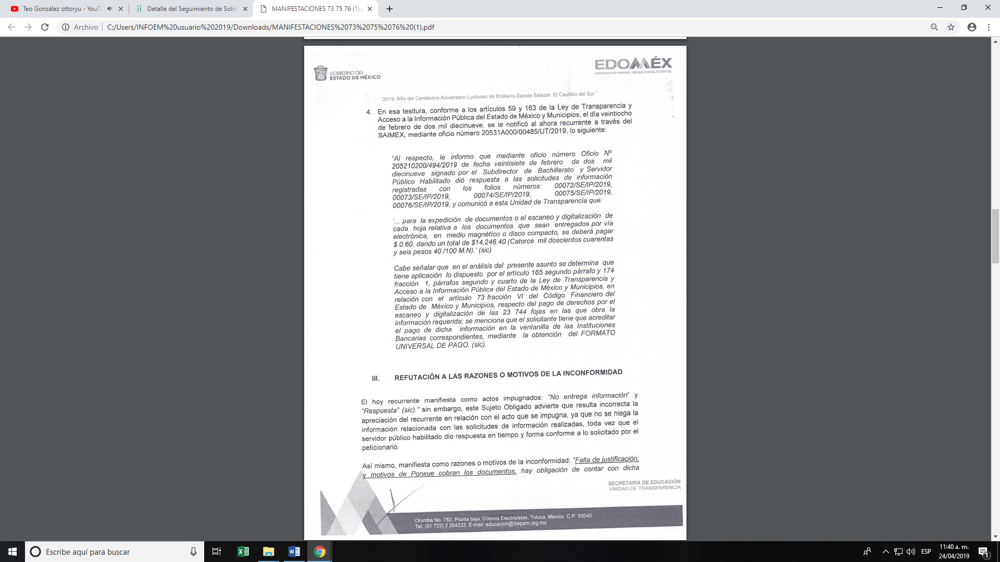 Teo González ottoryu - YouT
Detalle del Seguimiento de Solici
MANIFESTACIONES 73 75 76 (1).p
Archivo
C:/Users/INFOEM%20usuario%202019/Downloads/MANIFESTACIONES%2073%2075%2076%20(1).pdf
GOBIERNO DEL
ESTADO DE MÉXICO
EDOMÉX
DECISIONES FIRMES, RESULTADOS FUERTES.
“2019. Año del Centésimo Aniversario Luctuoso de Emiliano Zapata Salazar. El Caudillo del Sur.”
4. En esa tesitura, conforme a los artículos 59 y 163 de la Ley de Transparencia y
Acceso a la Información Pública del Estado de México y Municipios, el día veintiocho
de febrero de dos mil diecinueve, se le notificó al ahora recurrente a través del
SAIMEX, mediante oficio número 20531A000/00485/UT/2019, lo siguiente:
“Al respecto, le informo que mediante oficio número Oficio Nº
205210200/494/2019 de fecha veintisiete de febrero de dos mil
diecinueve signado por el Subdirector de Bachillerato y Servidor
Público Habilitado dió respuesta a las solicitudes de información
registradas con los folios números: 00072/SE/IP/2019,
00073/SE/IP/2019, 00074/SE/IP/2019, 00075/SE/IP/2019,
00076/SE/IP/2019, y comunicó a esta Unidad de Transparencia que:
‘... para la expedición de documentos o el escaneo y digitalización de
cada hoja relativa a los documentos que sean entregados por vía
electrónica, en medio magnético o disco compacto, se deberá pagar
$ 0.60, dando un total de $14,246.40 (Catorce mil doscientos cuarentas
y seis pesos 40 /100 M.N).’ (sic)
Cabe señalar que en el análisis del presente asunto se determina que
tiene aplicación lo dispuesto por el artículo 165 segundo párrafo y 174
fracción 1, párrafos segundo y cuarto de la Ley de Transparencia y
Acceso a la Información Pública del Estado de México y Municipios, en
relación con el artículo 73 fracción VI del Código Financiero del
Estado de México y Municipios, respecto del pago de derechos por el
escaneo y digitalización de las 23 744 fojas en las que obra la
información requerida; se menciona que el solicitante tiene que acreditar
el pago de dicha información en la ventanilla de las Instituciones
Bancarias correspondientes, mediante la obtención del FORMATO
UNIVERSAL DE PAGO. (sic).
III. REFUTACIÓN A LAS RAZONES O MOTIVOS DE LA INCONFORMIDAD
El hoy recurrente manifiesta como actos impugnados: “No entrega información” y
“Respuesta” (sic).” sin embargo, este Sujeto Obligado advierte que resulta incorrecta la
apreciación del recurrente en relación con el acto que se impugna, ya que no se niega la
información relacionada con las solicitudes de información realizadas, toda vez que el
servidor público habilitado dio respuesta en tiempo y forma conforme a lo solicitado por el
peticionario.
Así mismo, manifiesta como razones o motivos de la inconformidad: “Falta de justificación,
y motivos de Porwue cobran los documentos, hay obligación de contar con dicha
SECRETARÍA DE EDUCACIÓN
UNIDAD DE TRANSPARENCIA
Otumba No. 782, Planta baja, Colonia Electricistas, Toluca, México. C.P. 50040
Tel. (01 722) 2 264333, E-mail: educacion@itaipem.org.mx
Escribe aquí para buscar
ESP
11:40 a. m.
24/04/2019
1